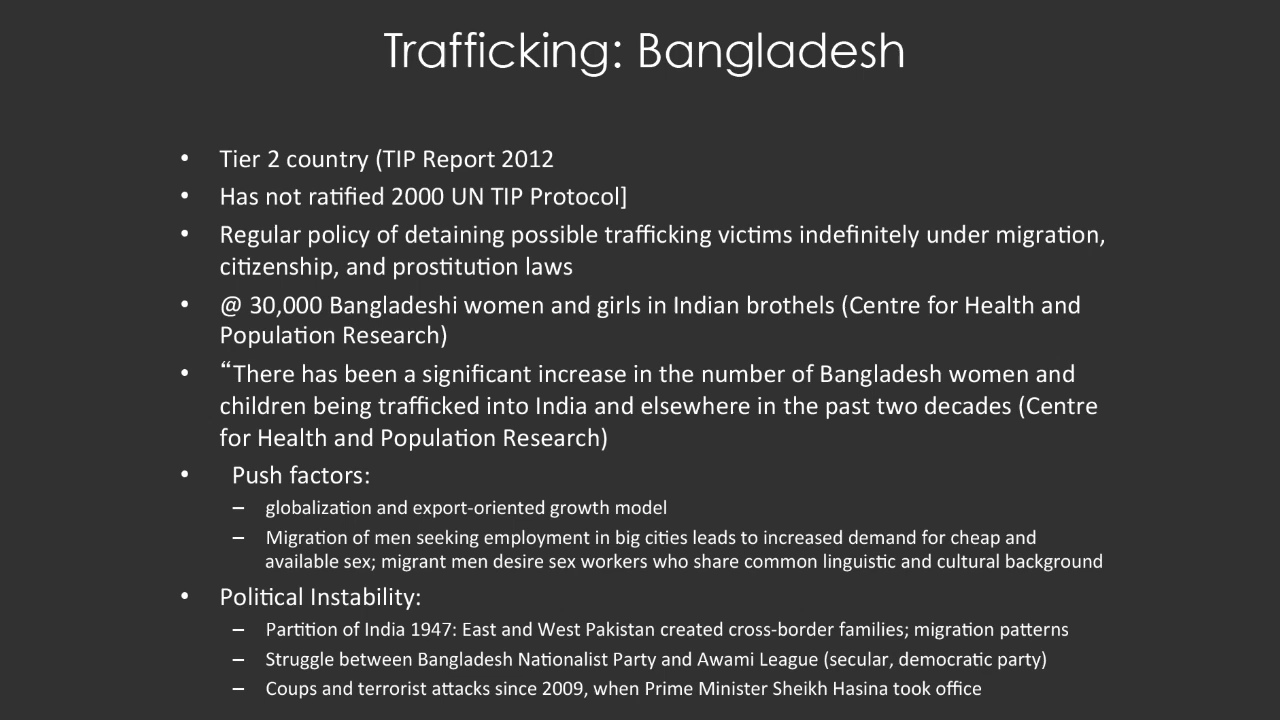 Trafficking: Bangladesh
• Tier 2 country (TIP Report 2012
• Has not ratified 2000 UN TIP Protocol]
• Regular policy of detaining possible trafficking victims indefinitely under migration,
citizenship, and prostitution laws
• @ 30,000 Bangladeshi women and girls in Indian brothels (Centre for Health and
Population Research)
• “There has been a significant increase in the number of Bangladesh women and
children being trafficked into India and elsewhere in the past two decades (Centre
for Health and Population Research)
• Push factors:
– globalization and export-oriented growth model
– Migration of men seeking employment in big cities leads to increased demand for cheap and
available sex; migrant men desire sex workers who share common linguistic and cultural background
• Political Instability:
– Partition of India 1947: East and West Pakistan created cross-border families; migration patterns
– Struggle between Bangladesh Nationalist Party and Awami League (secular, democratic party)
– Coups and terrorist attacks since 2009, when Prime Minister Sheikh Hasina took office